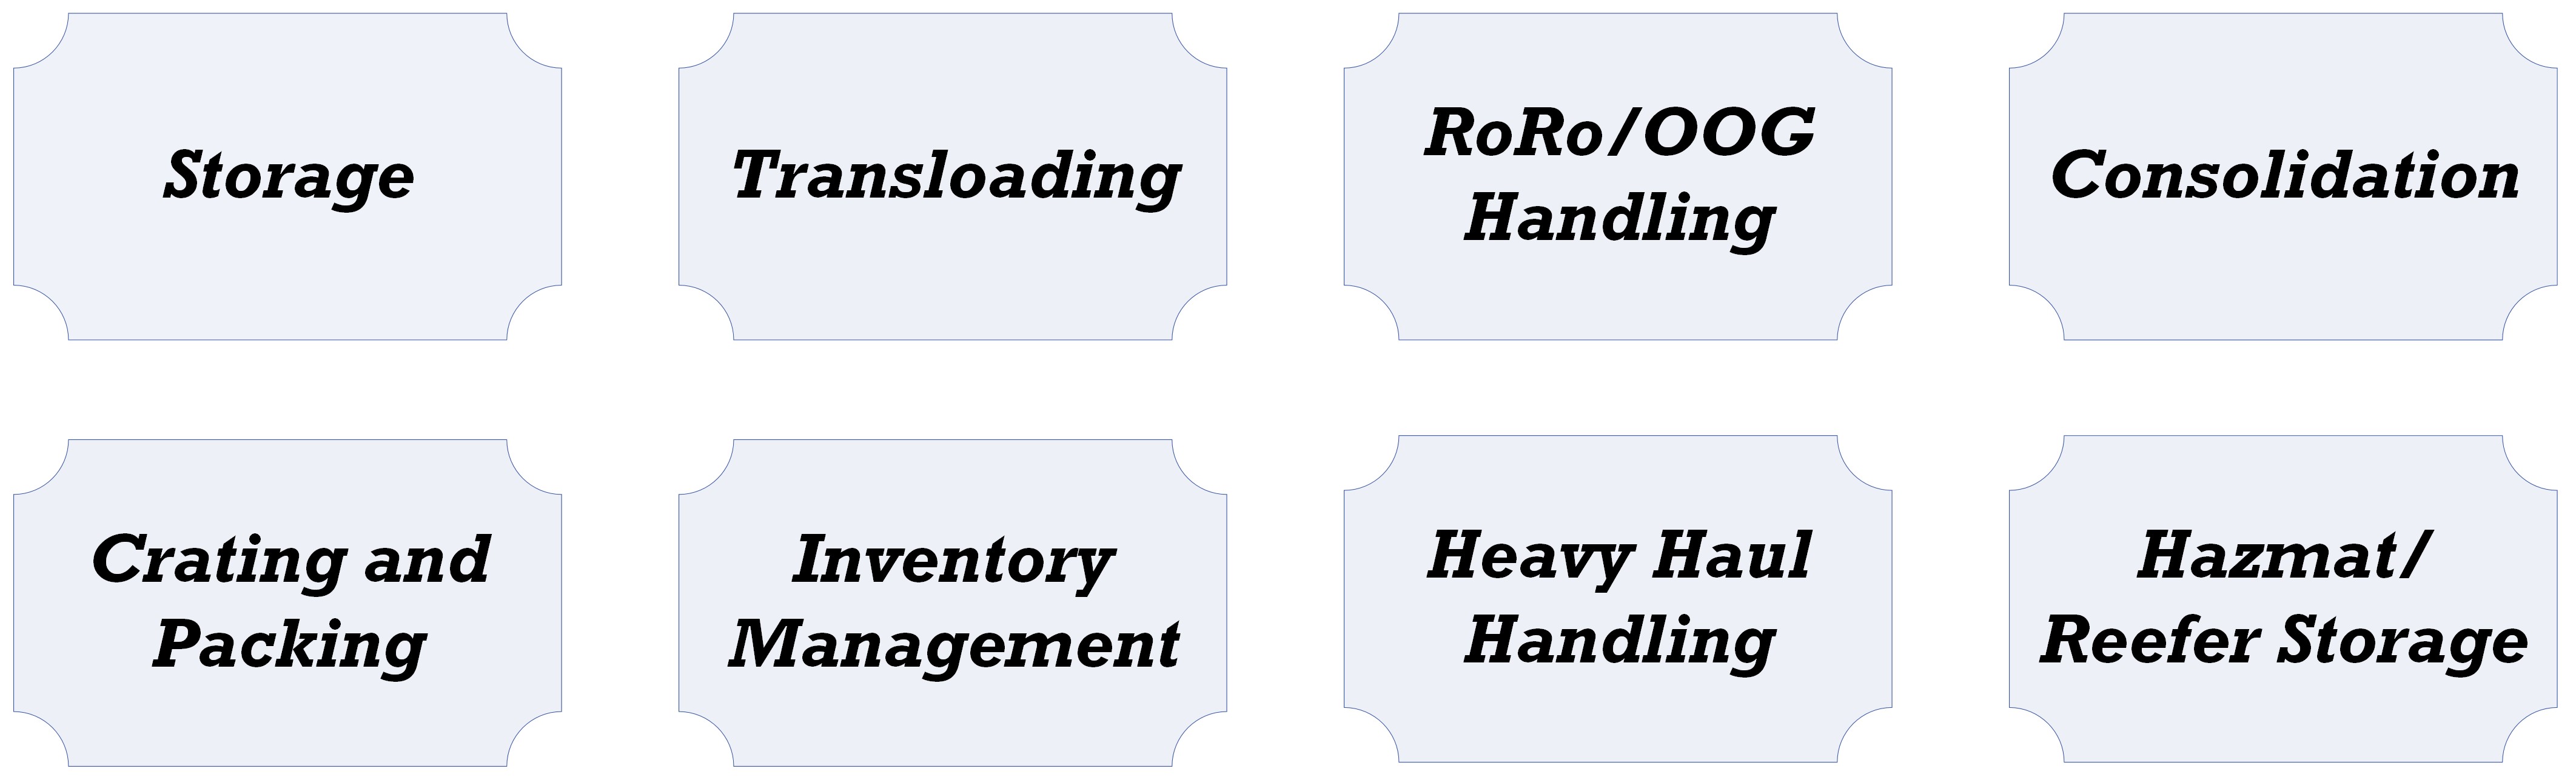 Storage
Transloading
RoRo/OOG
Handling
Consolidation
Crating and
Packing
Inventory
Management
Heavy Haul
Handling
Hazmat/
Reefer Storage